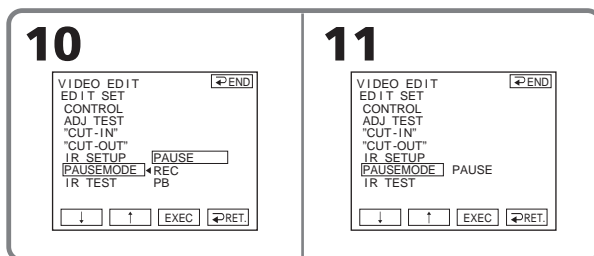 10
VIDEO EDIT ⮐END
EDIT SET
CONTROL
ADJ TEST
"CUT-IN"
"CUT-OUT"
IR SETUP PAUSE
PAUSEMODE REC
IR TEST PB
↓ ↑ EXEC ⮐RET.
11
VIDEO EDIT ⮐END
EDIT SET
CONTROL
ADJ TEST
"CUT-IN"
"CUT-OUT"
IR SETUP
PAUSEMODE PAUSE
IR TEST
↓ ↑ EXEC ⮐RET.